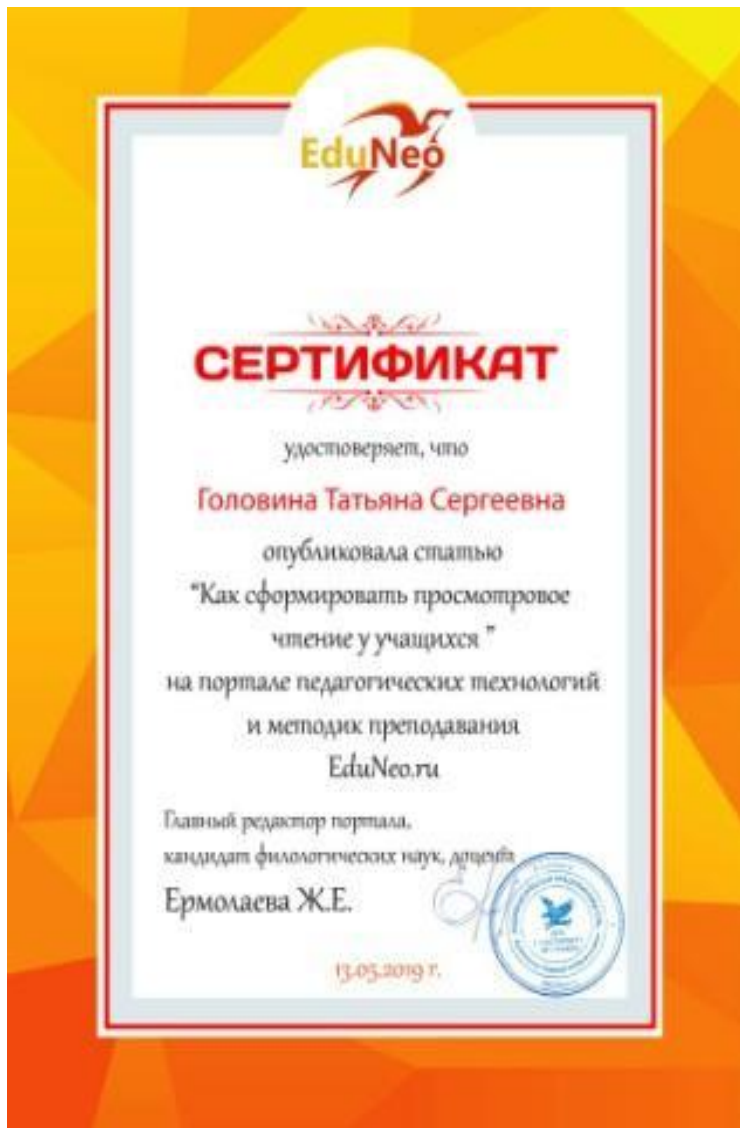 EduNeo
СЕРТИФИКАТ
удостоверяет, что
Головина Татьяна Сергеевна
опубликовала статью
“Как сформировать просмотровое
чтение у учащихся ”
на портале педагогических технологий
и методик преподавания
EduNeo.ru
Главный редактор портала,
кандидат филологических наук, доцент
Ермолаева Ж.Е.
13.05.2019 г.